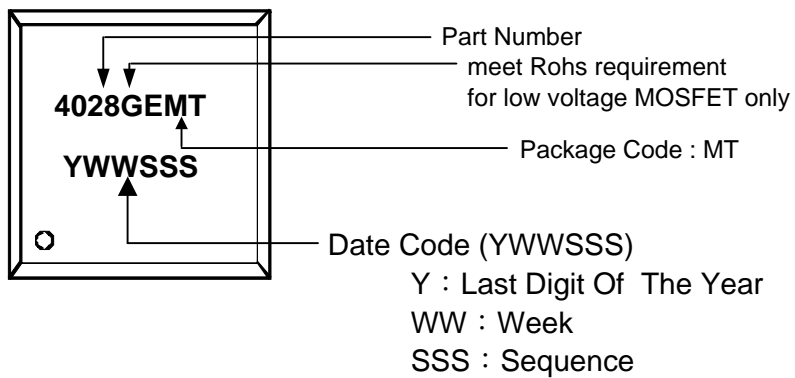 Part Number
meet Rohs requirement
for low voltage MOSFET only
4028GEMT
Package Code : MT
YWWSSS
Date Code (YWWSSS)
Y：Last Digit Of The Year
WW：Week
SSS：Sequence